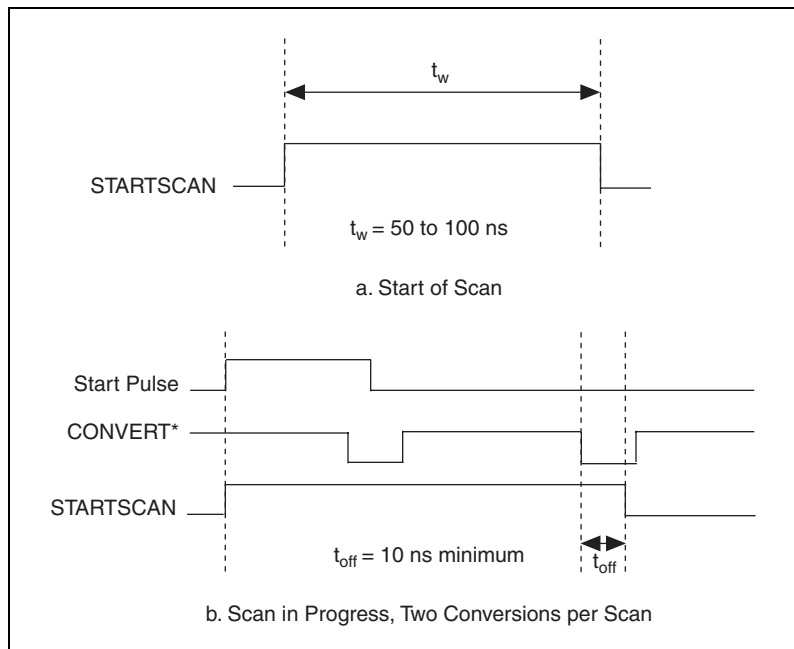 t_w
STARTSCAN
t_w = 50 to 100 ns
a. Start of Scan
Start Pulse
CONVERT*
STARTSCAN
t_off = 10 ns minimum
t_off
b. Scan in Progress, Two Conversions per Scan